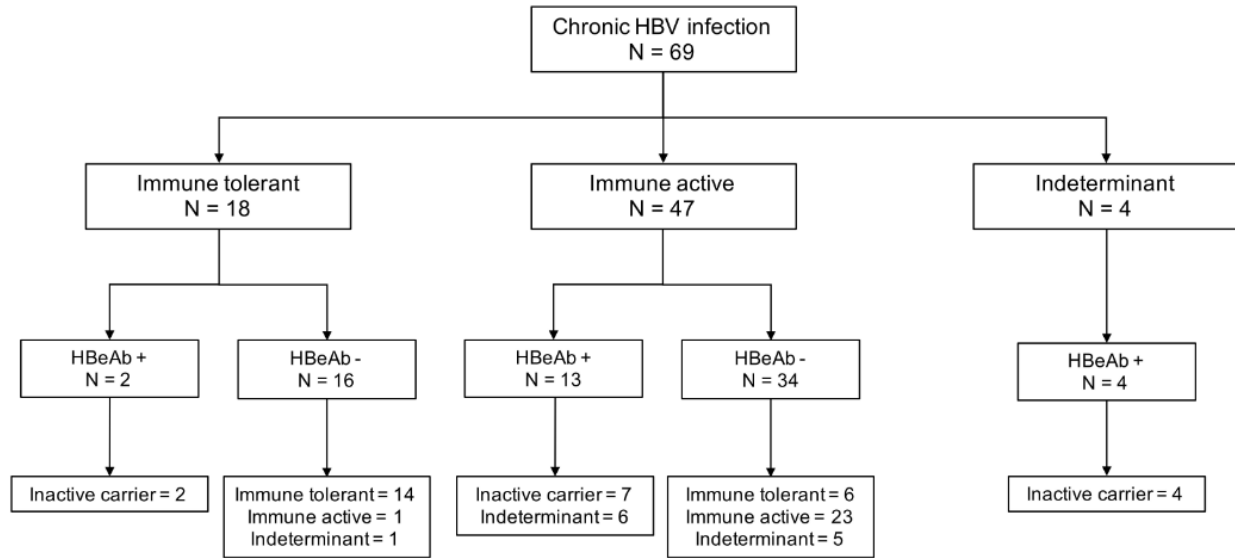 Chronic HBV infection
N = 69
Immune tolerant
N = 18
Immune active
N = 47
Indeterminant
N = 4
HBeAb +
N = 2
HBeAb -
N = 16
HBeAb +
N = 13
HBeAb -
N = 34
HBeAb +
N = 4
Inactive carrier = 2
Immune tolerant = 14
Immune active = 1
Indeterminant = 1
Inactive carrier = 7
Indeterminant = 6
Immune tolerant = 6
Immune active = 23
Indeterminant = 5
Inactive carrier = 4